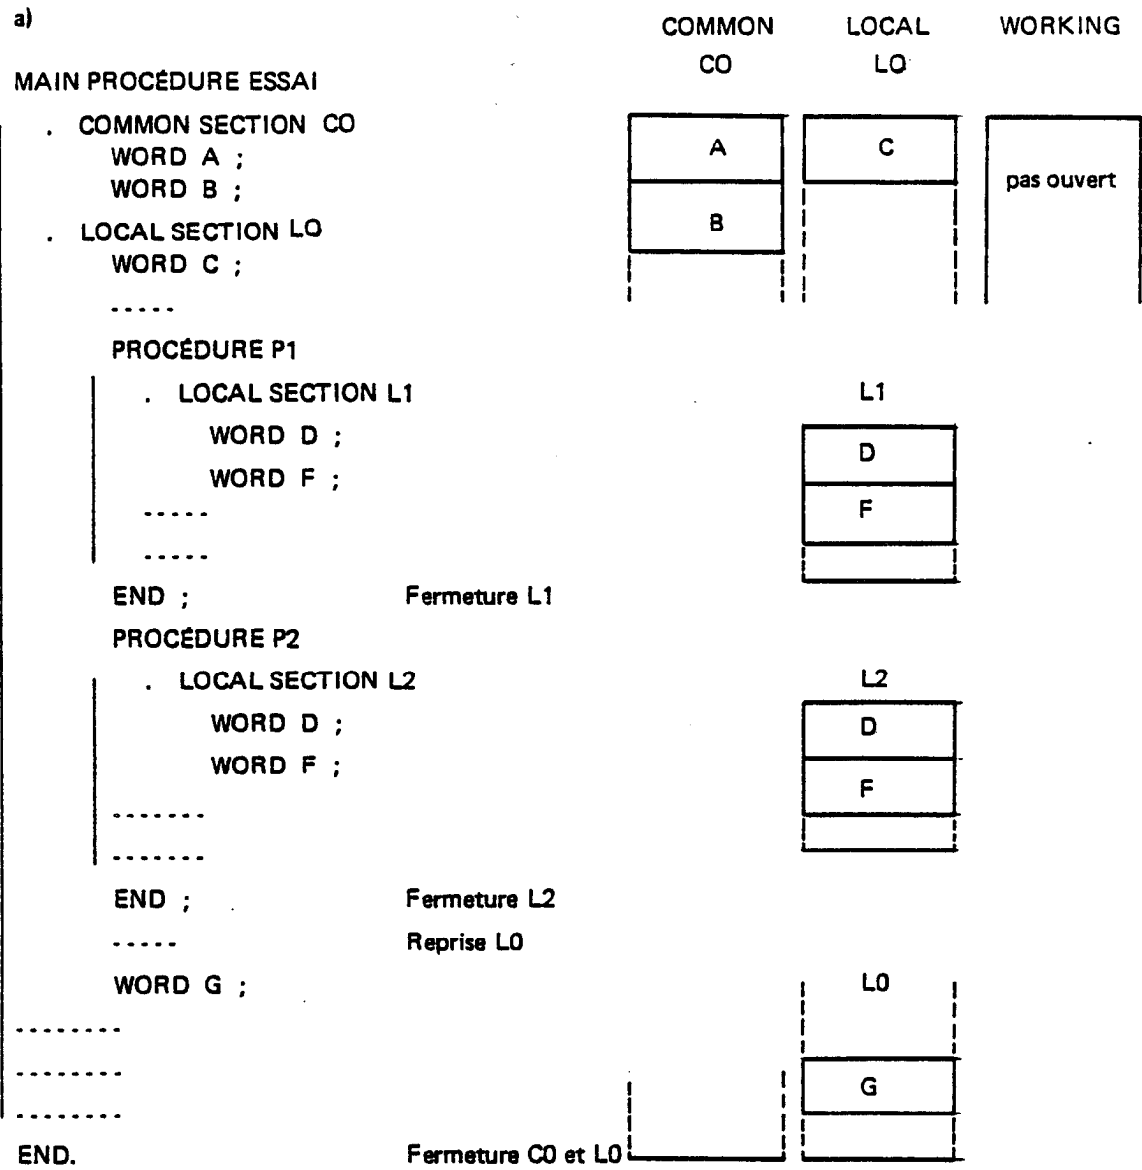 a)
COMMON LOCAL WORKING
CO LO
MAIN PROCÉDURE ESSAI
. COMMON SECTION CO
WORD A ;
WORD B ;
A
B
C
pas ouvert
. LOCAL SECTION LO
WORD C ;
-----
PROCÉDURE P1
. LOCAL SECTION L1
L1
WORD D ;
D
WORD F ;
F
-----
-----
END ; Fermeture L1
PROCÉDURE P2
. LOCAL SECTION L2
L2
WORD D ;
D
WORD F ;
F
-------
-------
END ; Fermeture L2
----- Reprise L0
WORD G ;
L0
--------
--------
G
--------
END. Fermeture C0 et L0